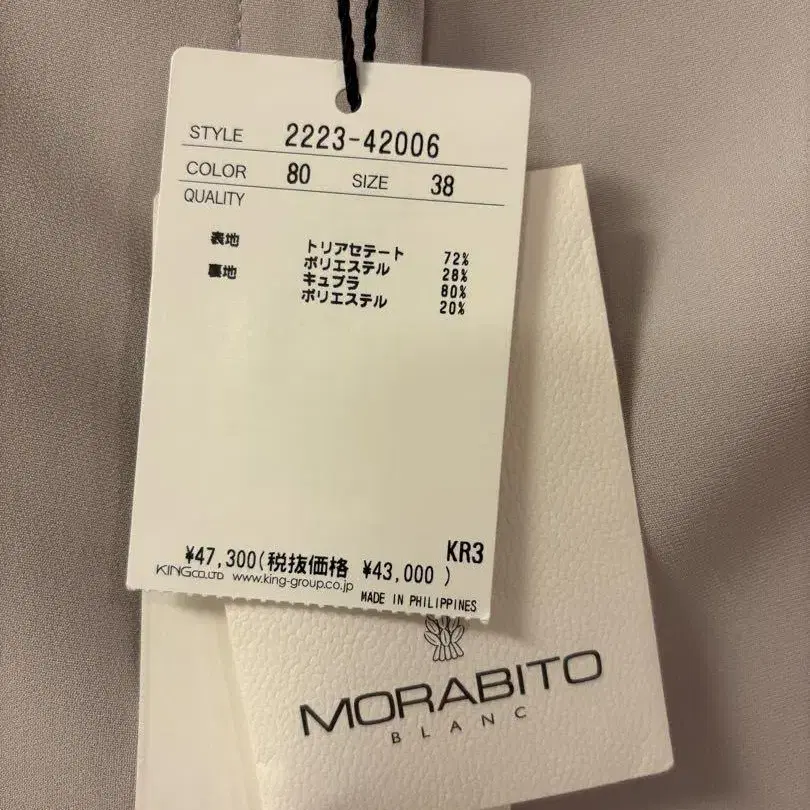 STYLE 2223-42006
COLOR 80 SIZE 38
QUALITY
表地 トリアセテート 72%
ポリエステル 28%
裏地 キュプラ 80%
ポリエステル 20%
KR3
¥47,300(税抜価格 ¥43,000 )
KING CO.LTD www.king-group.co.jp
MADE IN PHILIPPINES
MORABITO
BLANC